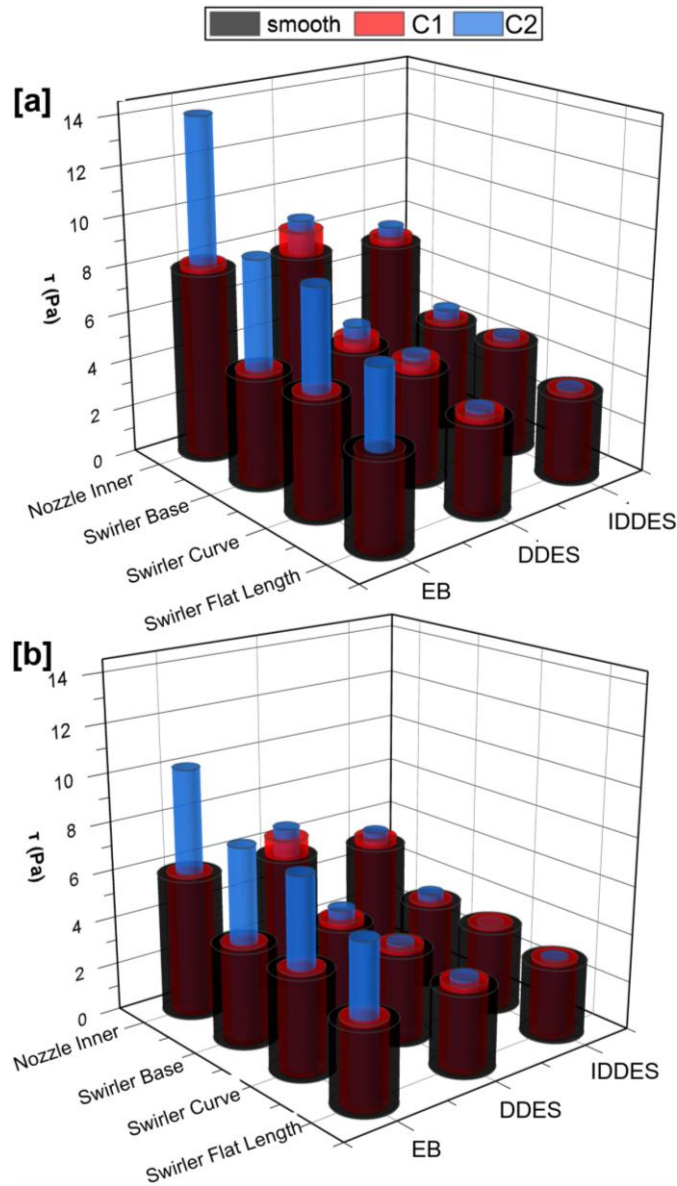 smooth C1 C2
[a]
14
12
10
8
6
4
2
0
τ (Pa)
Nozzle Inner
Swirler Base
Swirler Curve
Swirler Flat Length
EB
DDES
IDDES
[b]
14
12
10
8
6
4
2
0
τ (Pa)
Nozzle Inner
Swirler Base
Swirler Curve
Swirler Flat Length
EB
DDES
IDDES